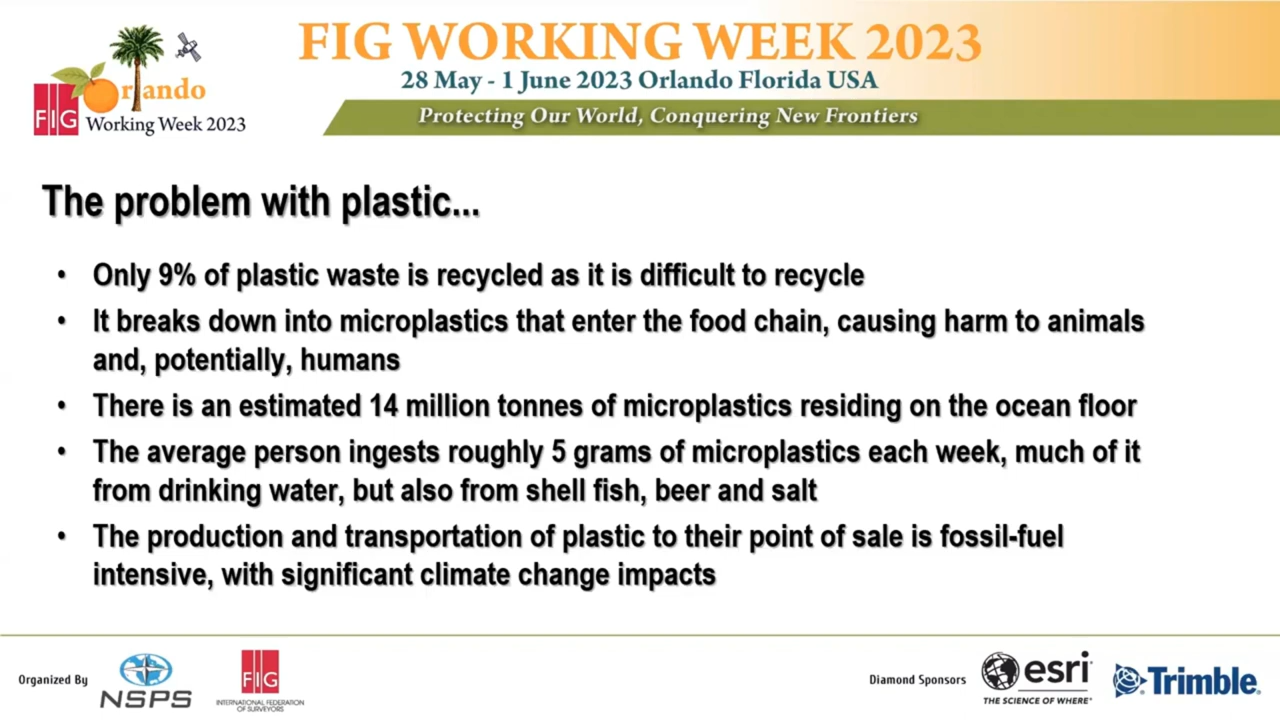 FIG WORKING WEEK 2023
28 May - 1 June 2023 Orlando Florida USA
Protecting Our World, Conquering New Frontiers
Orlando
FIG
Working Week 2023
The problem with plastic...
• Only 9% of plastic waste is recycled as it is difficult to recycle
• It breaks down into microplastics that enter the food chain, causing harm to animals
and, potentially, humans
• There is an estimated 14 million tonnes of microplastics residing on the ocean floor
• The average person ingests roughly 5 grams of microplastics each week, much of it
from drinking water, but also from shell fish, beer and salt
• The production and transportation of plastic to their point of sale is fossil-fuel
intensive, with significant climate change impacts
Organized By
NSPS
FIG
INTERNATIONAL FEDERATION
OF SURVEYORS
Diamond Sponsors
esri
THE SCIENCE OF WHERE®
Trimble